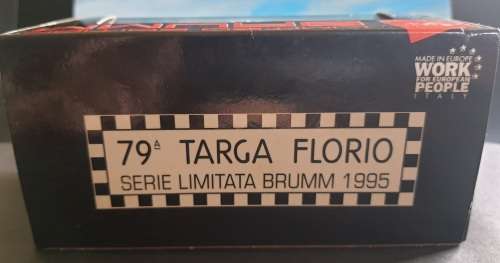 MADE IN EUROPE
WORK
FOR EUROPEAN
PEOPLE
ITALY
79ª TARGA FLORIO
SERIE LIMITATA BRUMM 1995